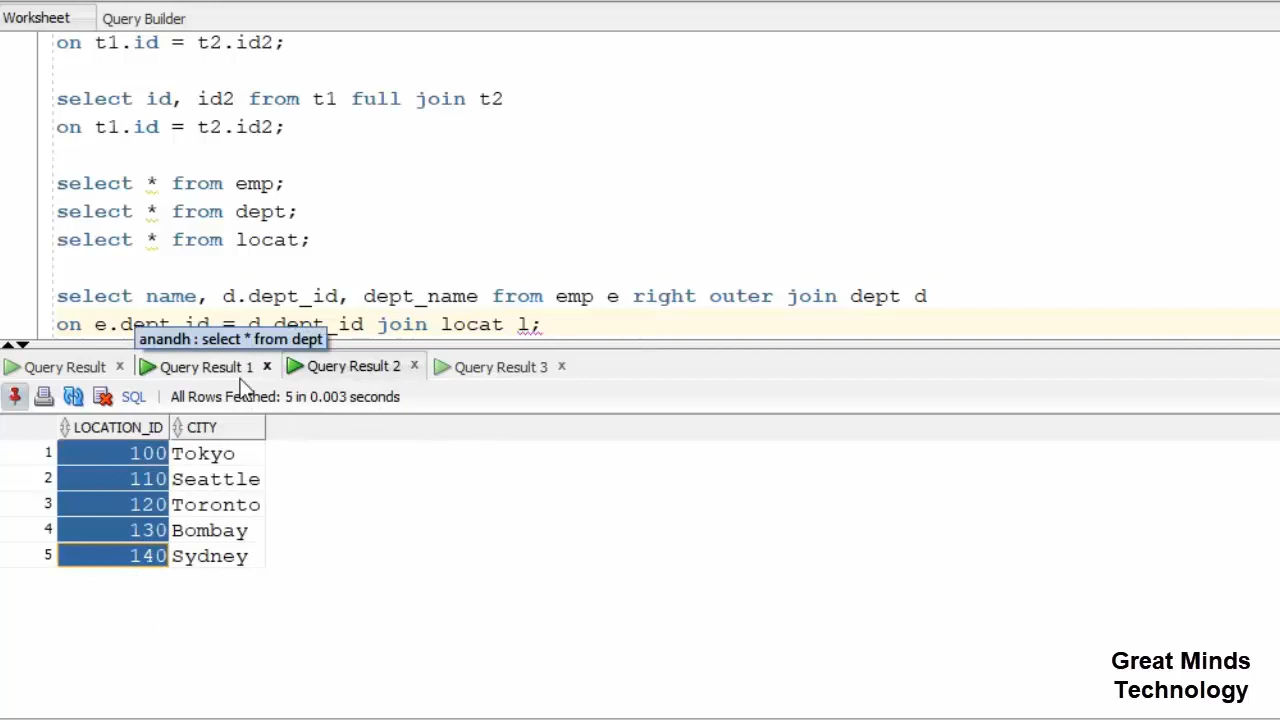 Worksheet Query Builder
on t1.id = t2.id2;
select id, id2 from t1 full join t2
on t1.id = t2.id2;
select * from emp;
select * from dept;
select * from locat;
select name, d.dept_id, dept_name from emp e right outer join dept d
on e.dept_id = d.dept_id join locat l;
anandh : select * from dept
Query Result x Query Result 1 x Query Result 2 x Query Result 3 x
SQL | All Rows Fetched: 5 in 0.003 seconds
LOCATION_ID CITY
1 100 Tokyo
2 110 Seattle
3 120 Toronto
4 130 Bombay
5 140 Sydney
Great Minds
Technology